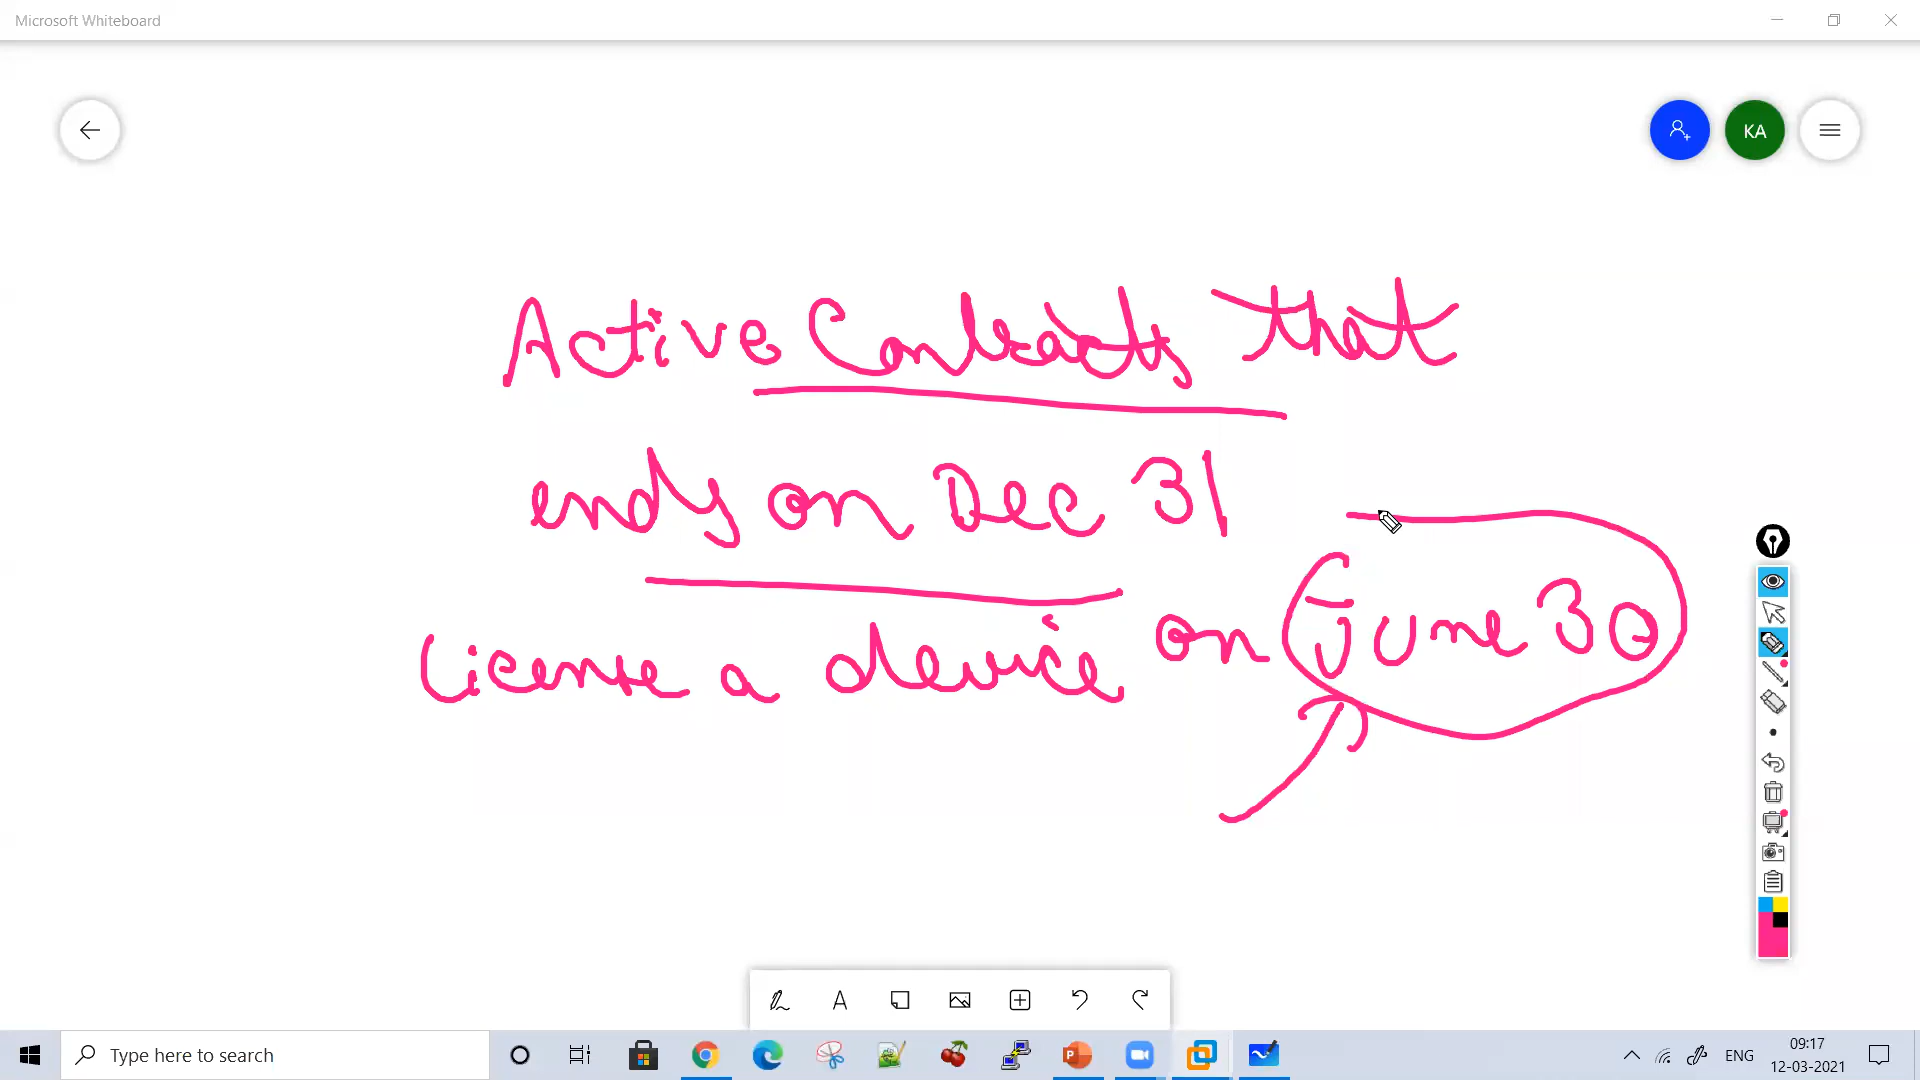 Microsoft Whiteboard
KA
Active Contracts that
ends on Dec 31
License a device on June 30
A
Type here to search
P
ENG
09:17
12-03-2021